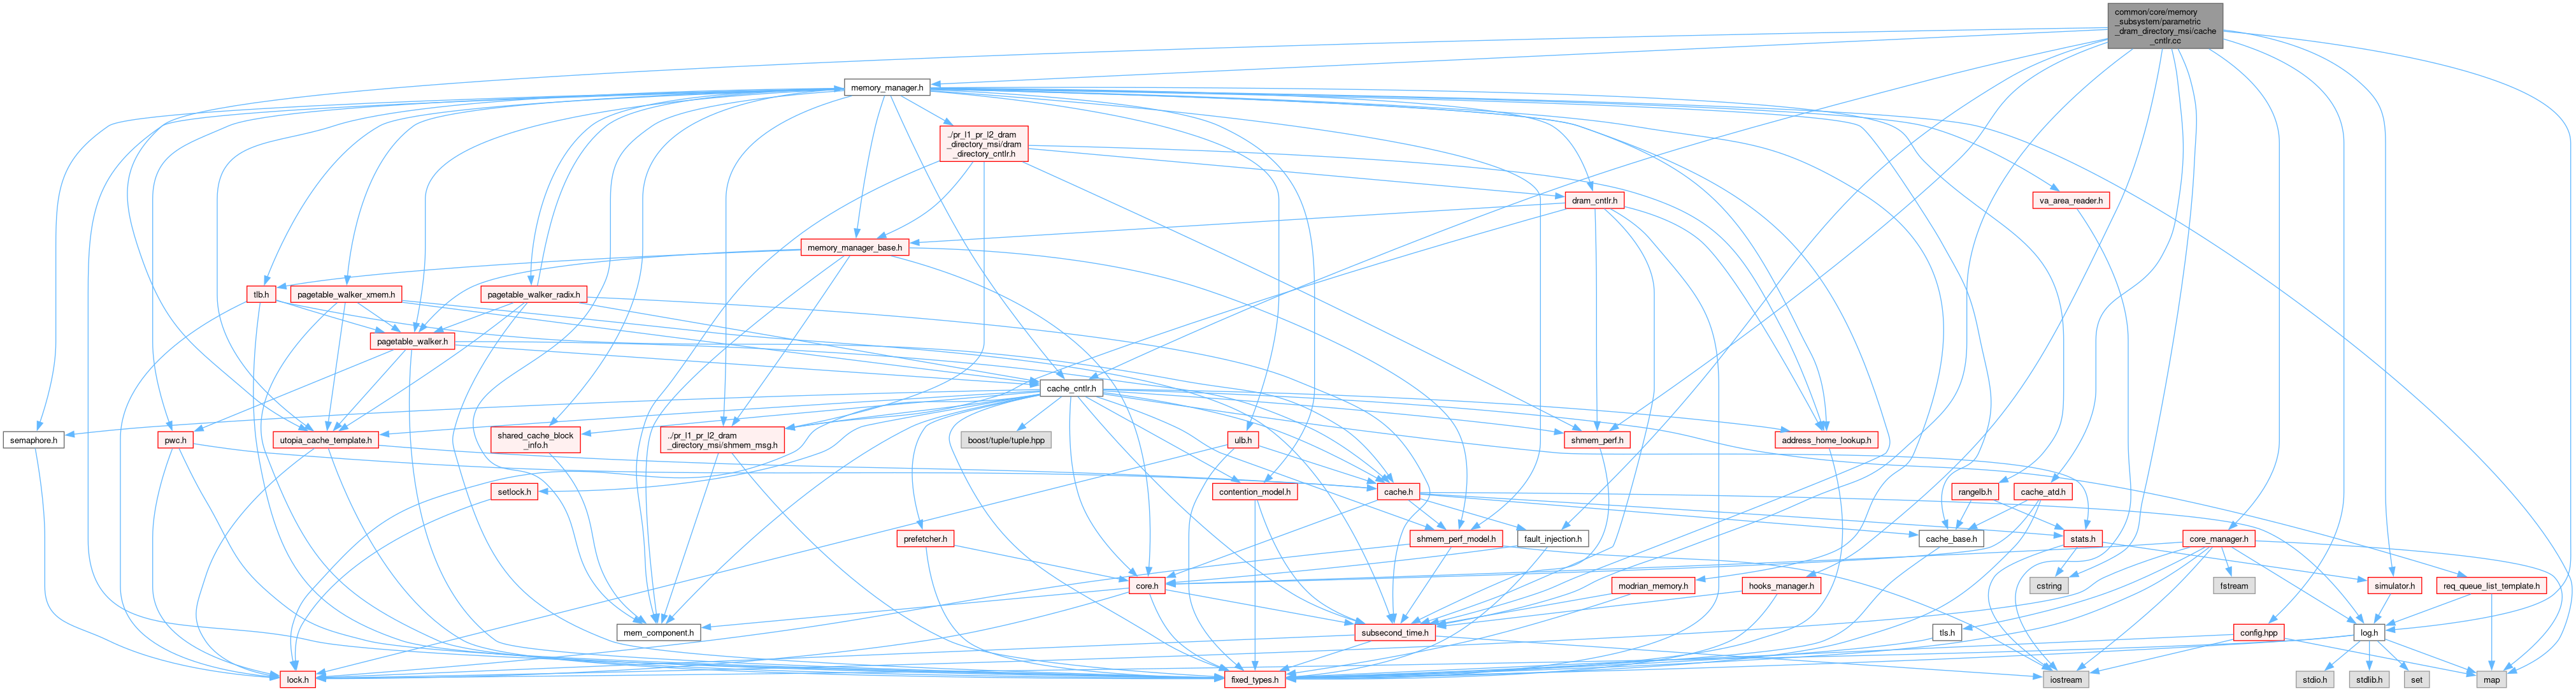 common/core/memory
_subsystem/parametric
_dram_directory_msi/cache
_cntlr.cc
memory_manager.h
./pr_l1_pr_l2_dram
_directory_msi/dram
_directory_cntlr.h
dram_cntlr.h
va_area_reader.h
memory_manager_base.h
tlb.h
pagetable_walker_xmem.h
pagetable_walker_radix.h
pagetable_walker.h
cache_cntlr.h
semaphore.h
pwc.h
utopia_cache_template.h
shared_cache_block
_info.h
./pr_l1_pr_l2_dram
_directory_msi/shmem_msg.h
boost/tuple/tuple.hpp
ulb.h
shmem_perf.h
address_home_lookup.h
setlock.h
contention_model.h
cache.h
rangelb.h
cache_atd.h
prefetcher.h
shmem_perf_model.h
fault_injection.h
cache_base.h
stats.h
core_manager.h
core.h
modrian_memory.h
hooks_manager.h
cstring
fstream
simulator.h
req_queue_list_template.h
mem_component.h
subsecond_time.h
tls.h
config.hpp
log.h
lock.h
fixed_types.h
iostream
stdio.h
stdlib.h
set
map